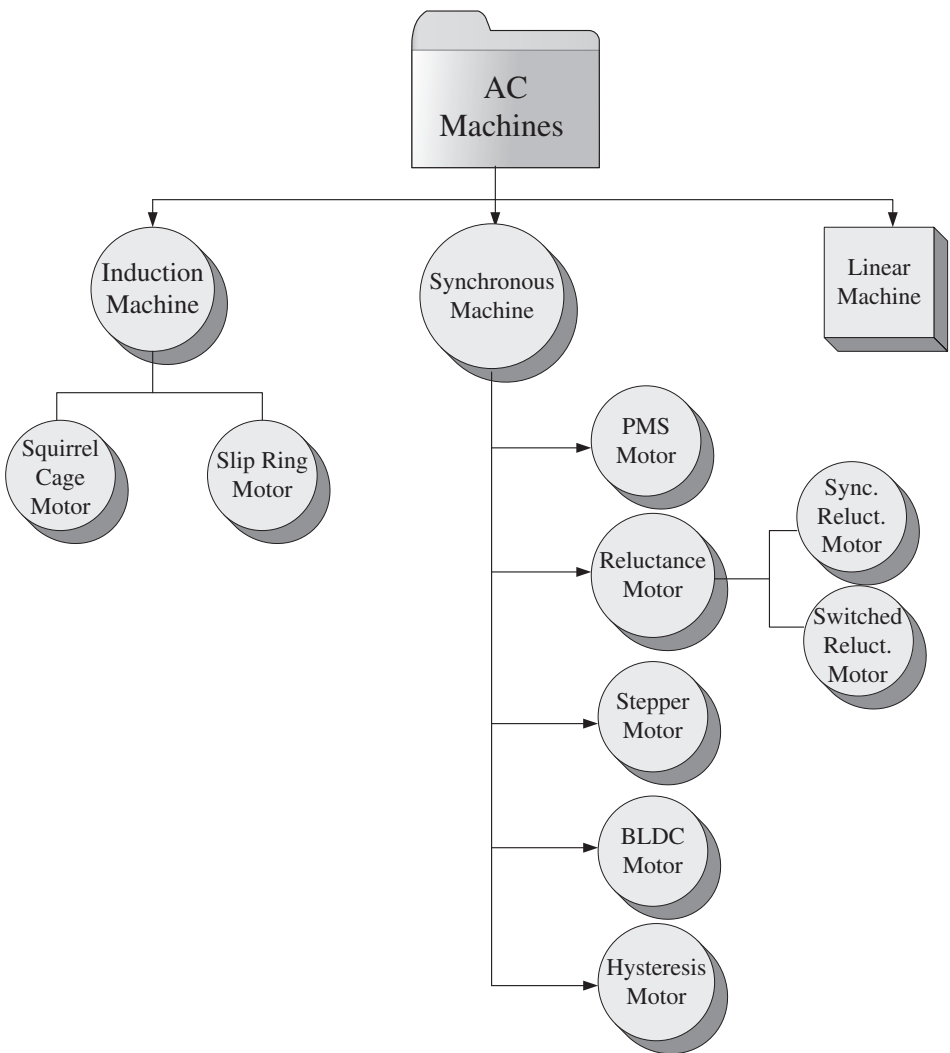 AC
Machines
Induction
Machine
Synchronous
Machine
Linear
Machine
Squirrel
Cage
Motor
Slip Ring
Motor
PMS
Motor
Reluctance
Motor
Sync.
Reluct.
Motor
Switched
Reluct.
Motor
Stepper
Motor
BLDC
Motor
Hysteresis
Motor